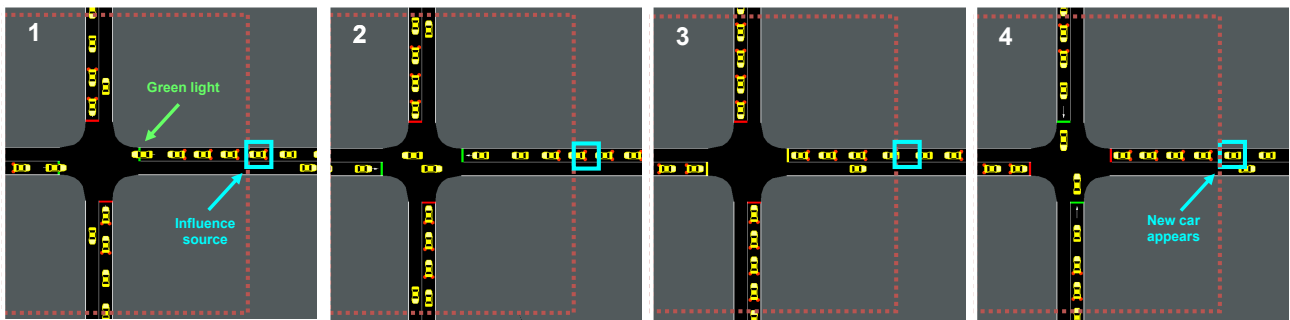 1
2
3
4
Green light
Influence
source
New car
appears